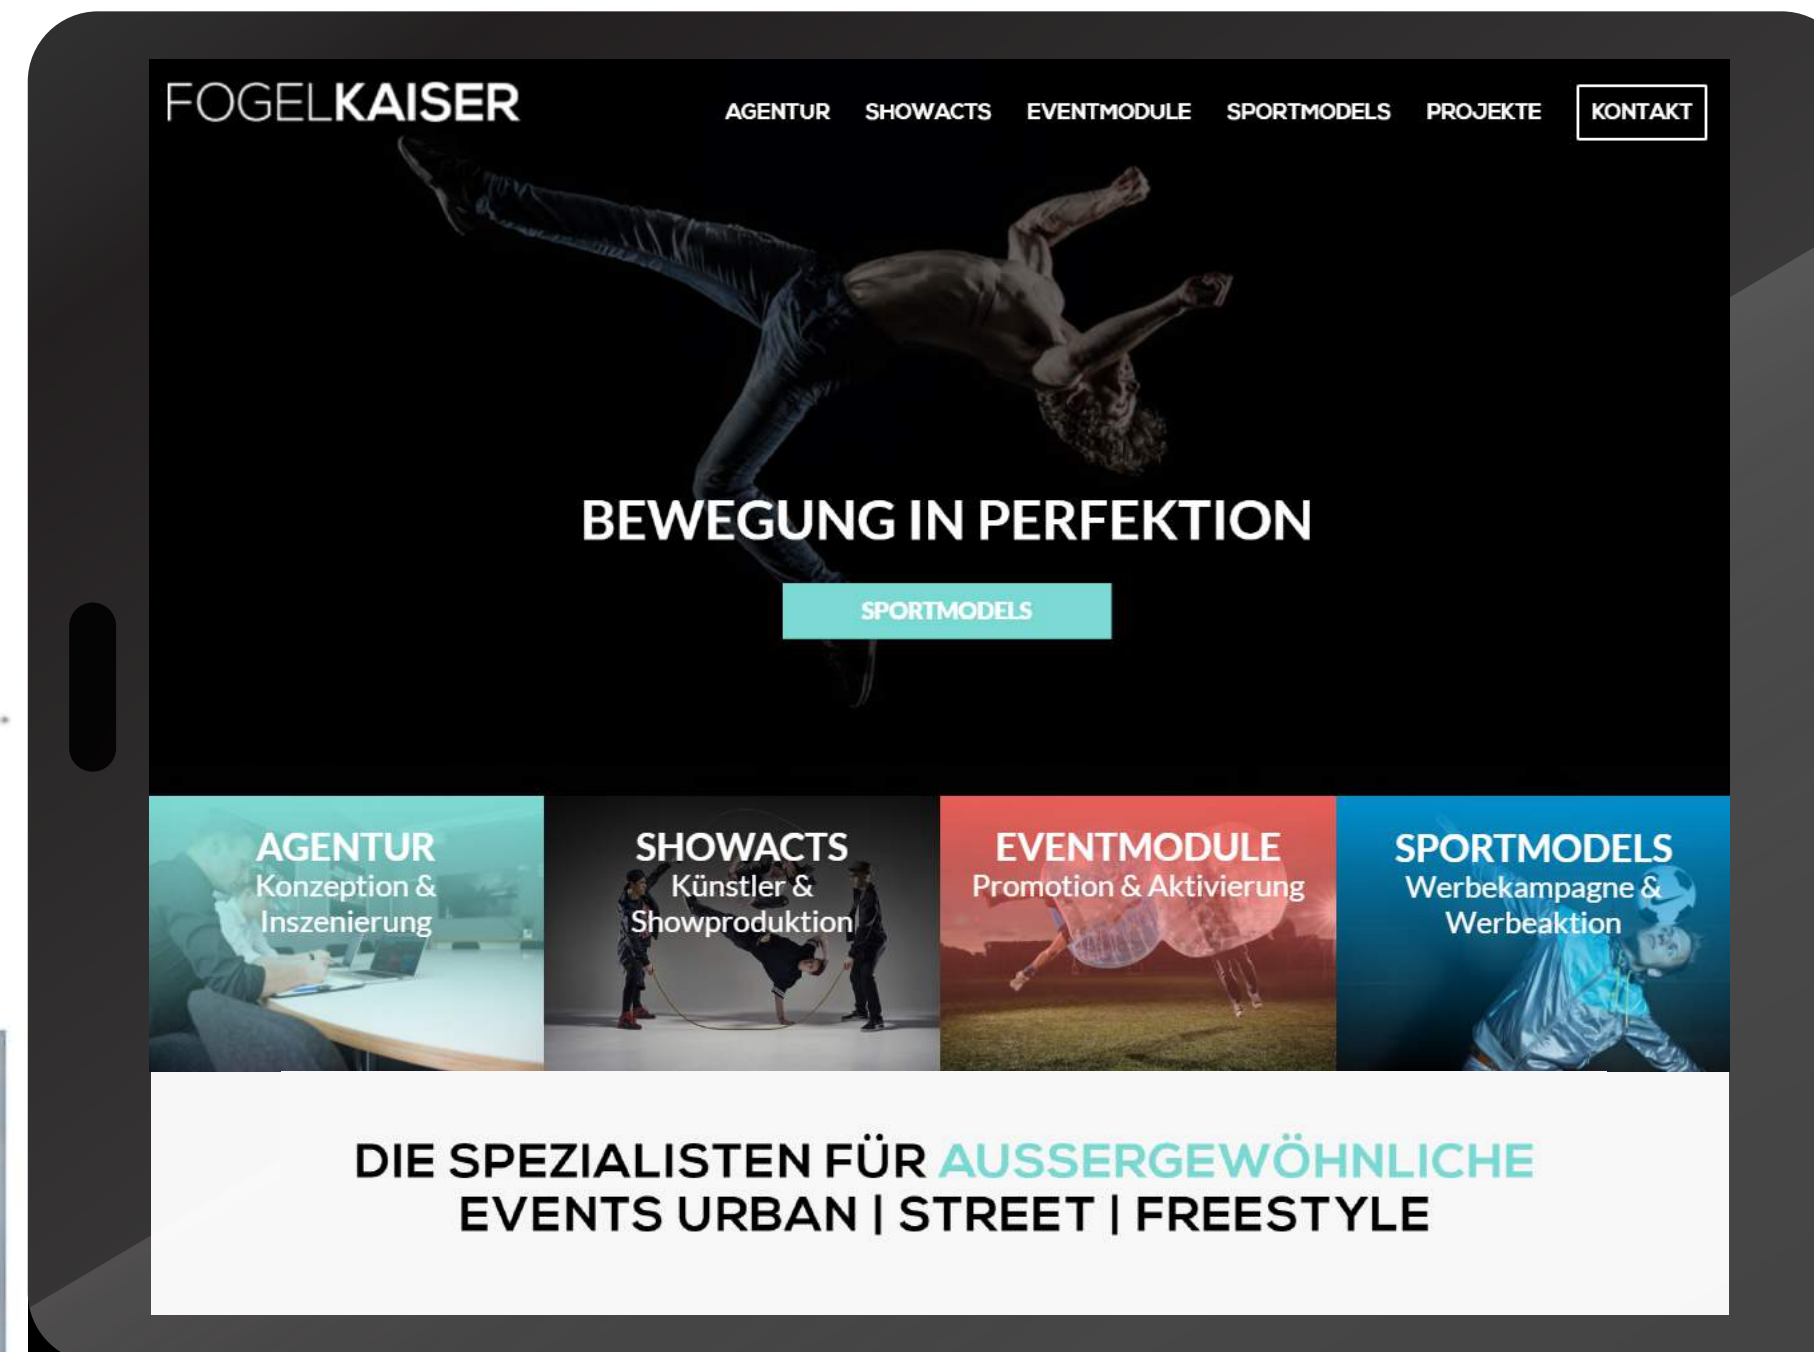 FOGELKAISER
AGENTUR SHOWACTS EVENTMODULE SPORTMODELS PROJEKTE KONTAKT
BEWEGUNG IN PERFEKTION
SPORTMODELS
AGENTUR
Konzeption &
Inszenierung
SHOWACTS
Künstler &
Showproduktion
EVENTMODULE
Promotion & Aktivierung
SPORTMODELS
Werbekampagne &
Werbeaktion
DIE SPEZIALISTEN FÜR AUSSERGEWÖHNLICHE
EVENTS URBAN | STREET | FREESTYLE